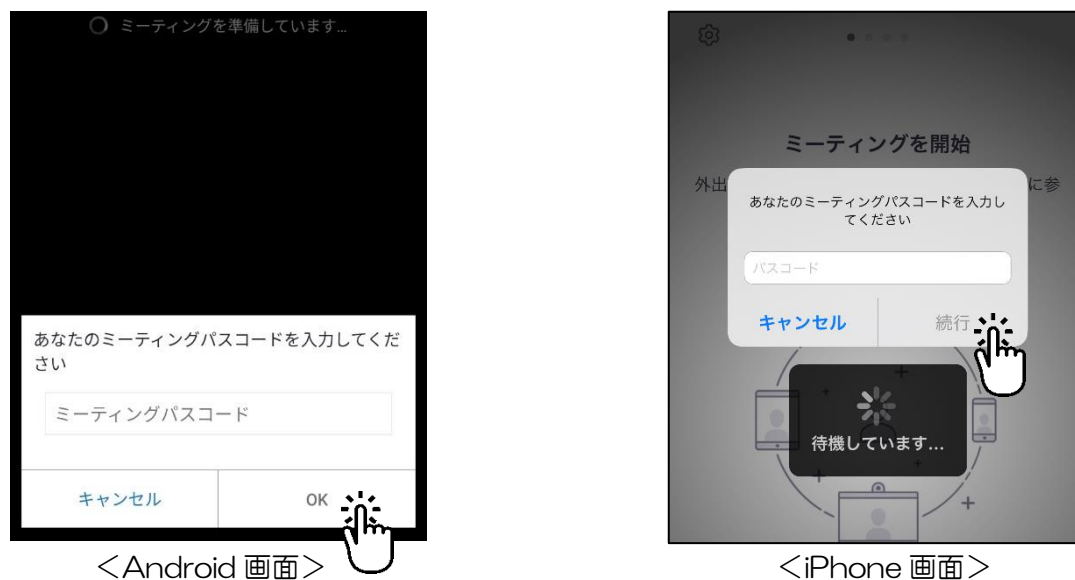 ミーティングを準備しています...
あなたのミーティングパスコードを入力してくだ
さい
ミーティングパスコード
キャンセル
OK
＜Android 画面＞
ミーティングを開始
外出
に参
あなたのミーティングパスコードを入力し
てください
パスコード
キャンセル
続行
待機しています...
＜iPhone 画面＞